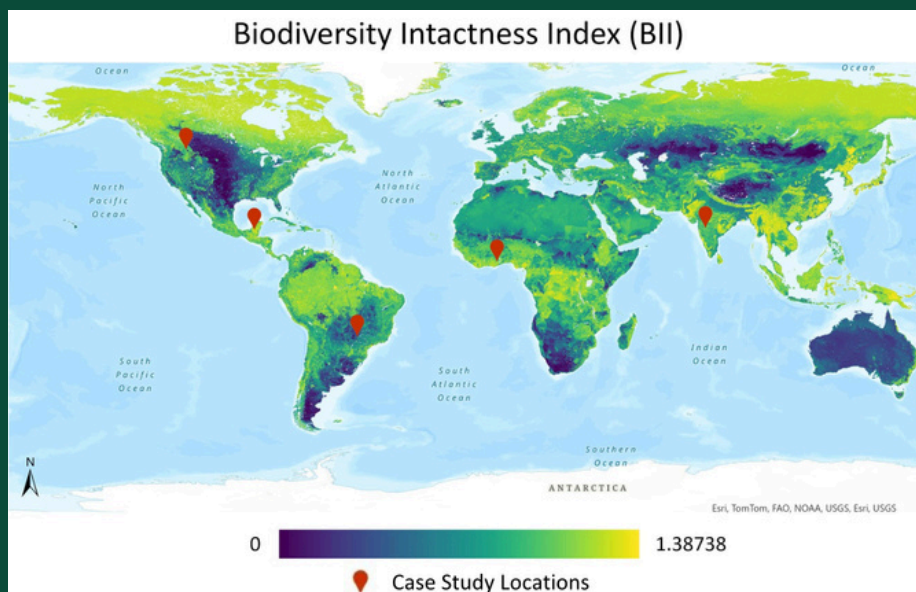 Biodiversity Intactness Index (BII)
Ocean
Ocean
North
Pacific
Ocean
North
Atlantic
Ocean
South
Pacific
Ocean
South
Atlantic
Ocean
Indian
Ocean
Southern
Ocean
N
ANTARCTICA
Esri, TomTom, FAO, NOAA, USGS, Esri, USGS
0
1.38738
Case Study Locations